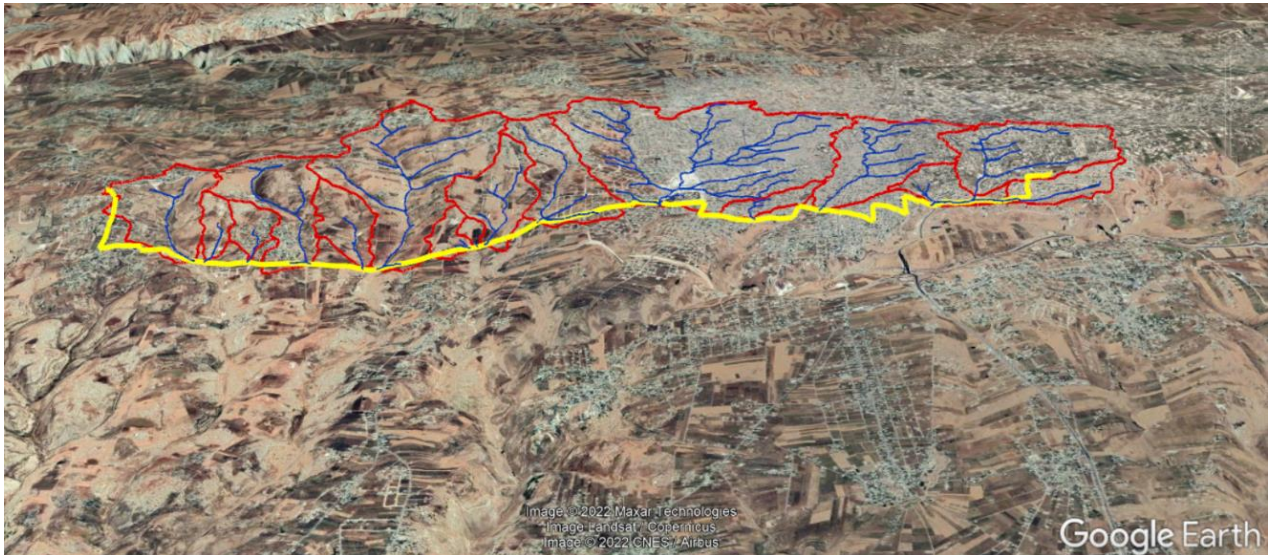 Image © 2022 Maxar Technologies
Image Landsat / Copernicus
Image © 2022 CNES / Airbus
Google Earth